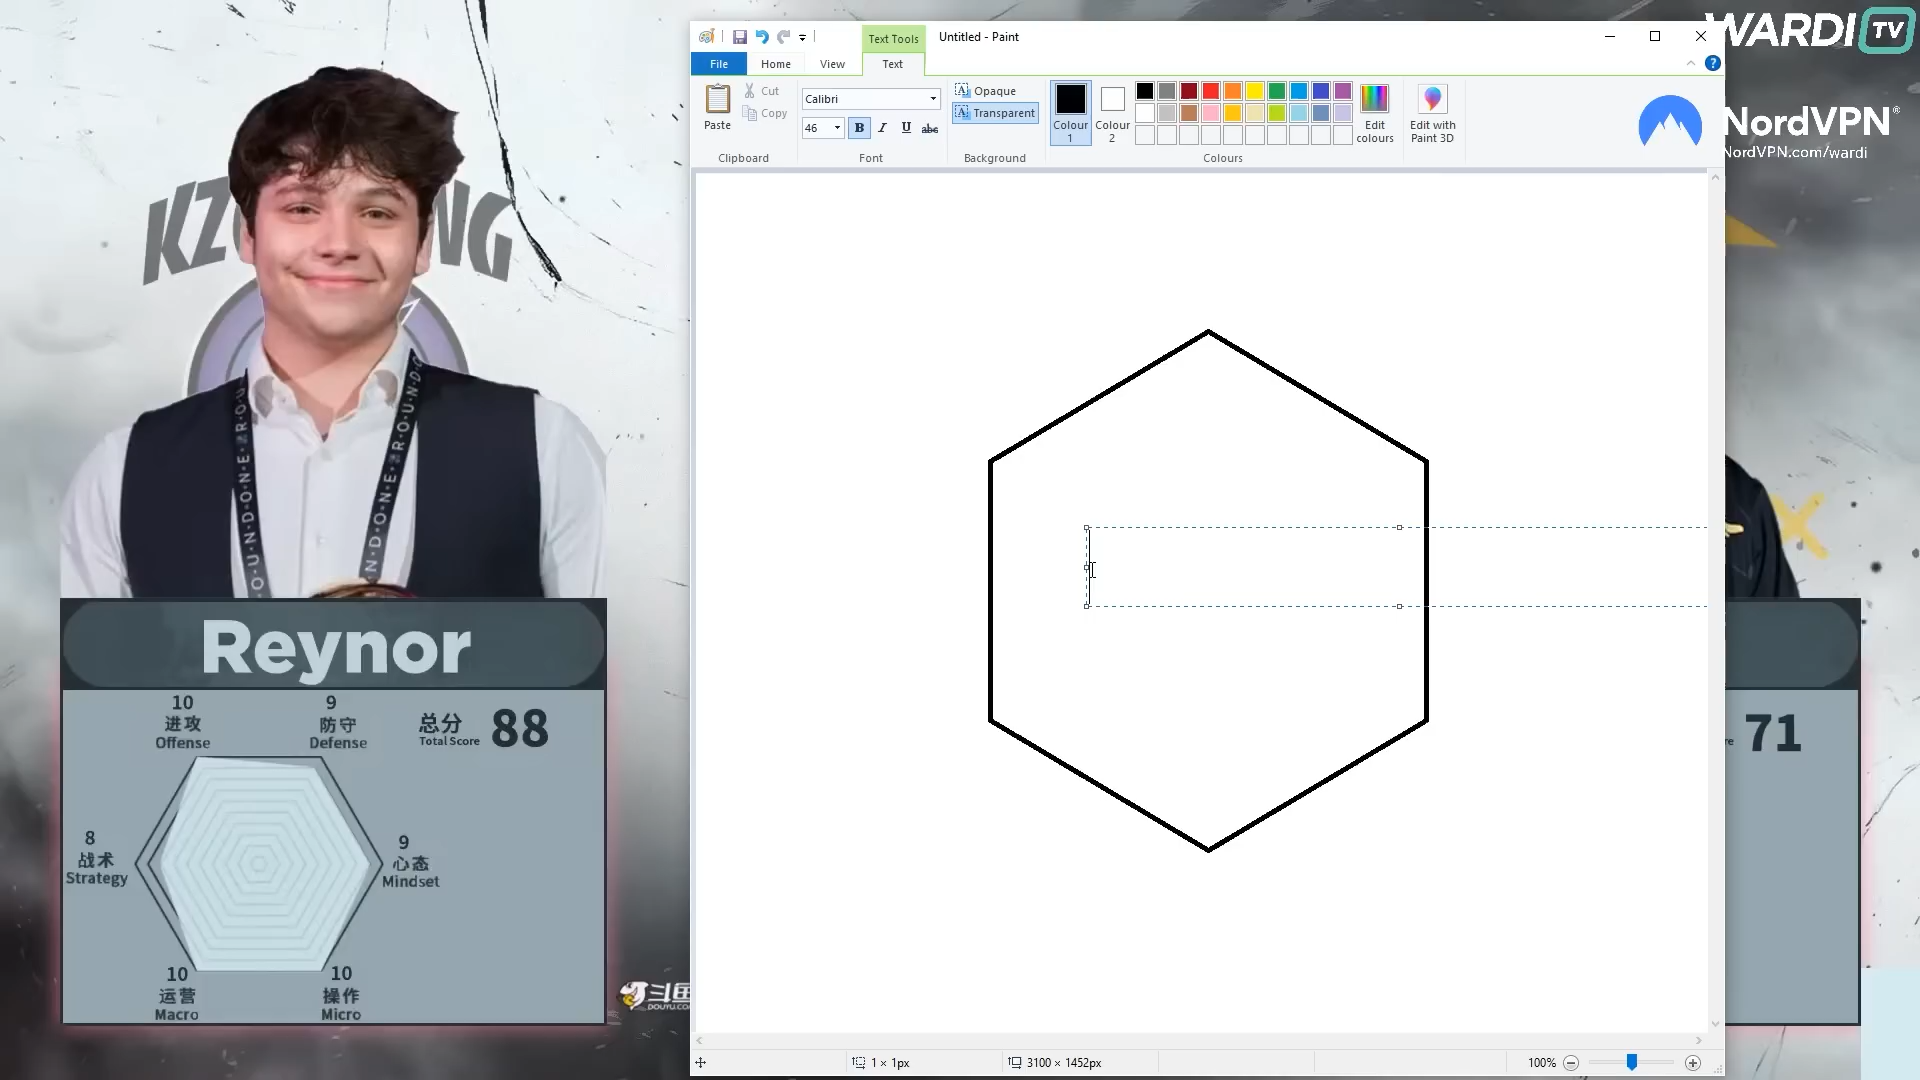 WARDI TV
NordVPN®
NordVPN.com/wardi
Text Tools
Untitled - Paint
File
Home
View
Text
Paste
Cut
Copy
Clipboard
Calibri
46
B I U abc
Font
Opaque
Transparent
Background
Colour
1
Colour
2
Edit
colours
Colours
Edit with
Paint 3D
Reynor
10
进攻
Offense
9
防守
Defense
总分
Total Score
88
8
战术
Strategy
9
心态
Mindset
10
运营
Macro
10
操作
Micro
71
1 × 1px
3100 × 1452px
100%